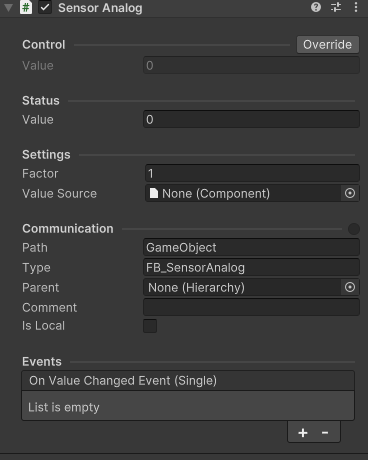 # Sensor Analog
Control Override
Value 0
Status
Value 0
Settings
Factor 1
Value Source None (Component)
Communication
Path GameObject
Type FB_SensorAnalog
Parent None (Hierarchy)
Comment
Is Local
Events
On Value Changed Event (Single)
List is empty
+ -